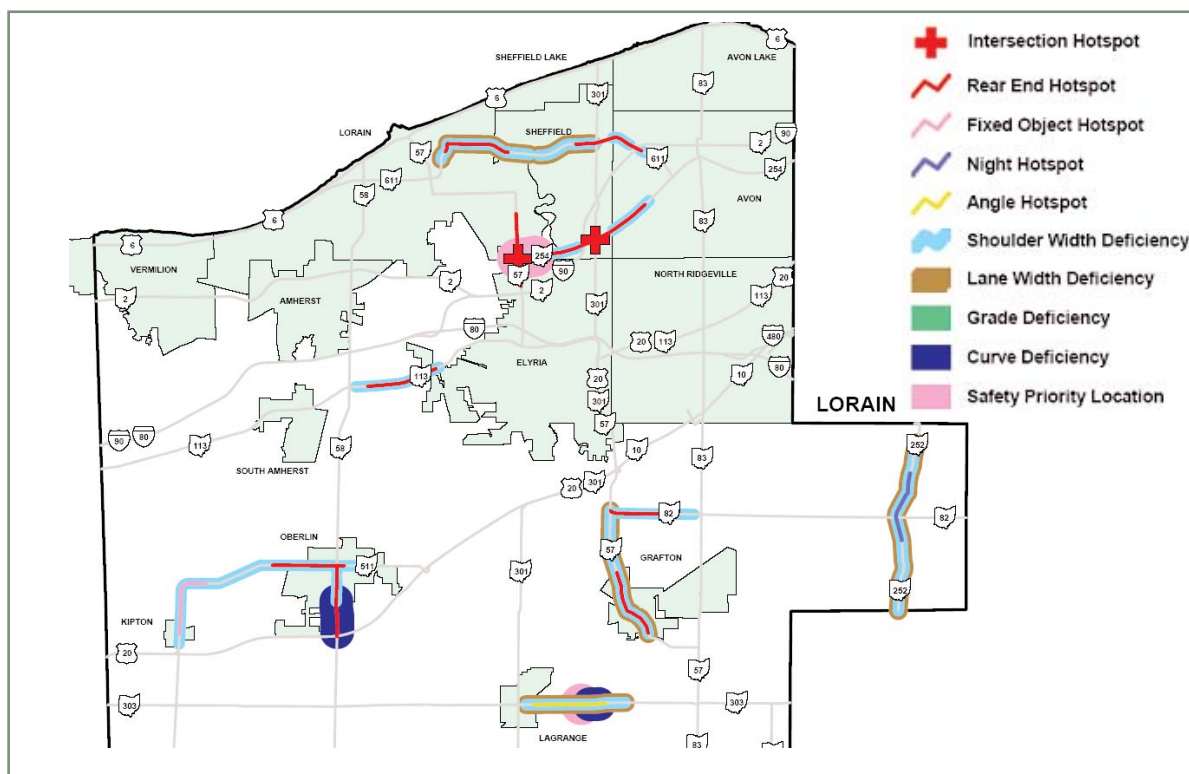 6
SHEFFIELD LAKE
AVON LAKE
83
6
301
6
LORAIN
SHEFFIELD
2
90
57
611
611
254
58
AVON
6
83
6
VERMILION
254
57
90
NORTH RIDGEVILLE
20
2
2
2
113
AMHERST
301
80
20
113
480
ELYRIA
80
20
10
113
301
57
90
80
113
58
10
83
252
SOUTH AMHERST
20
301
82
82
OBERLIN
57
GRAFTON
511
301
252
KIPTON
20
57
303
303
LAGRANGE
83
LORAIN
Intersection Hotspot
Rear End Hotspot
Fixed Object Hotspot
Night Hotspot
Angle Hotspot
Shoulder Width Deficiency
Lane Width Deficiency
Grade Deficiency
Curve Deficiency
Safety Priority Location